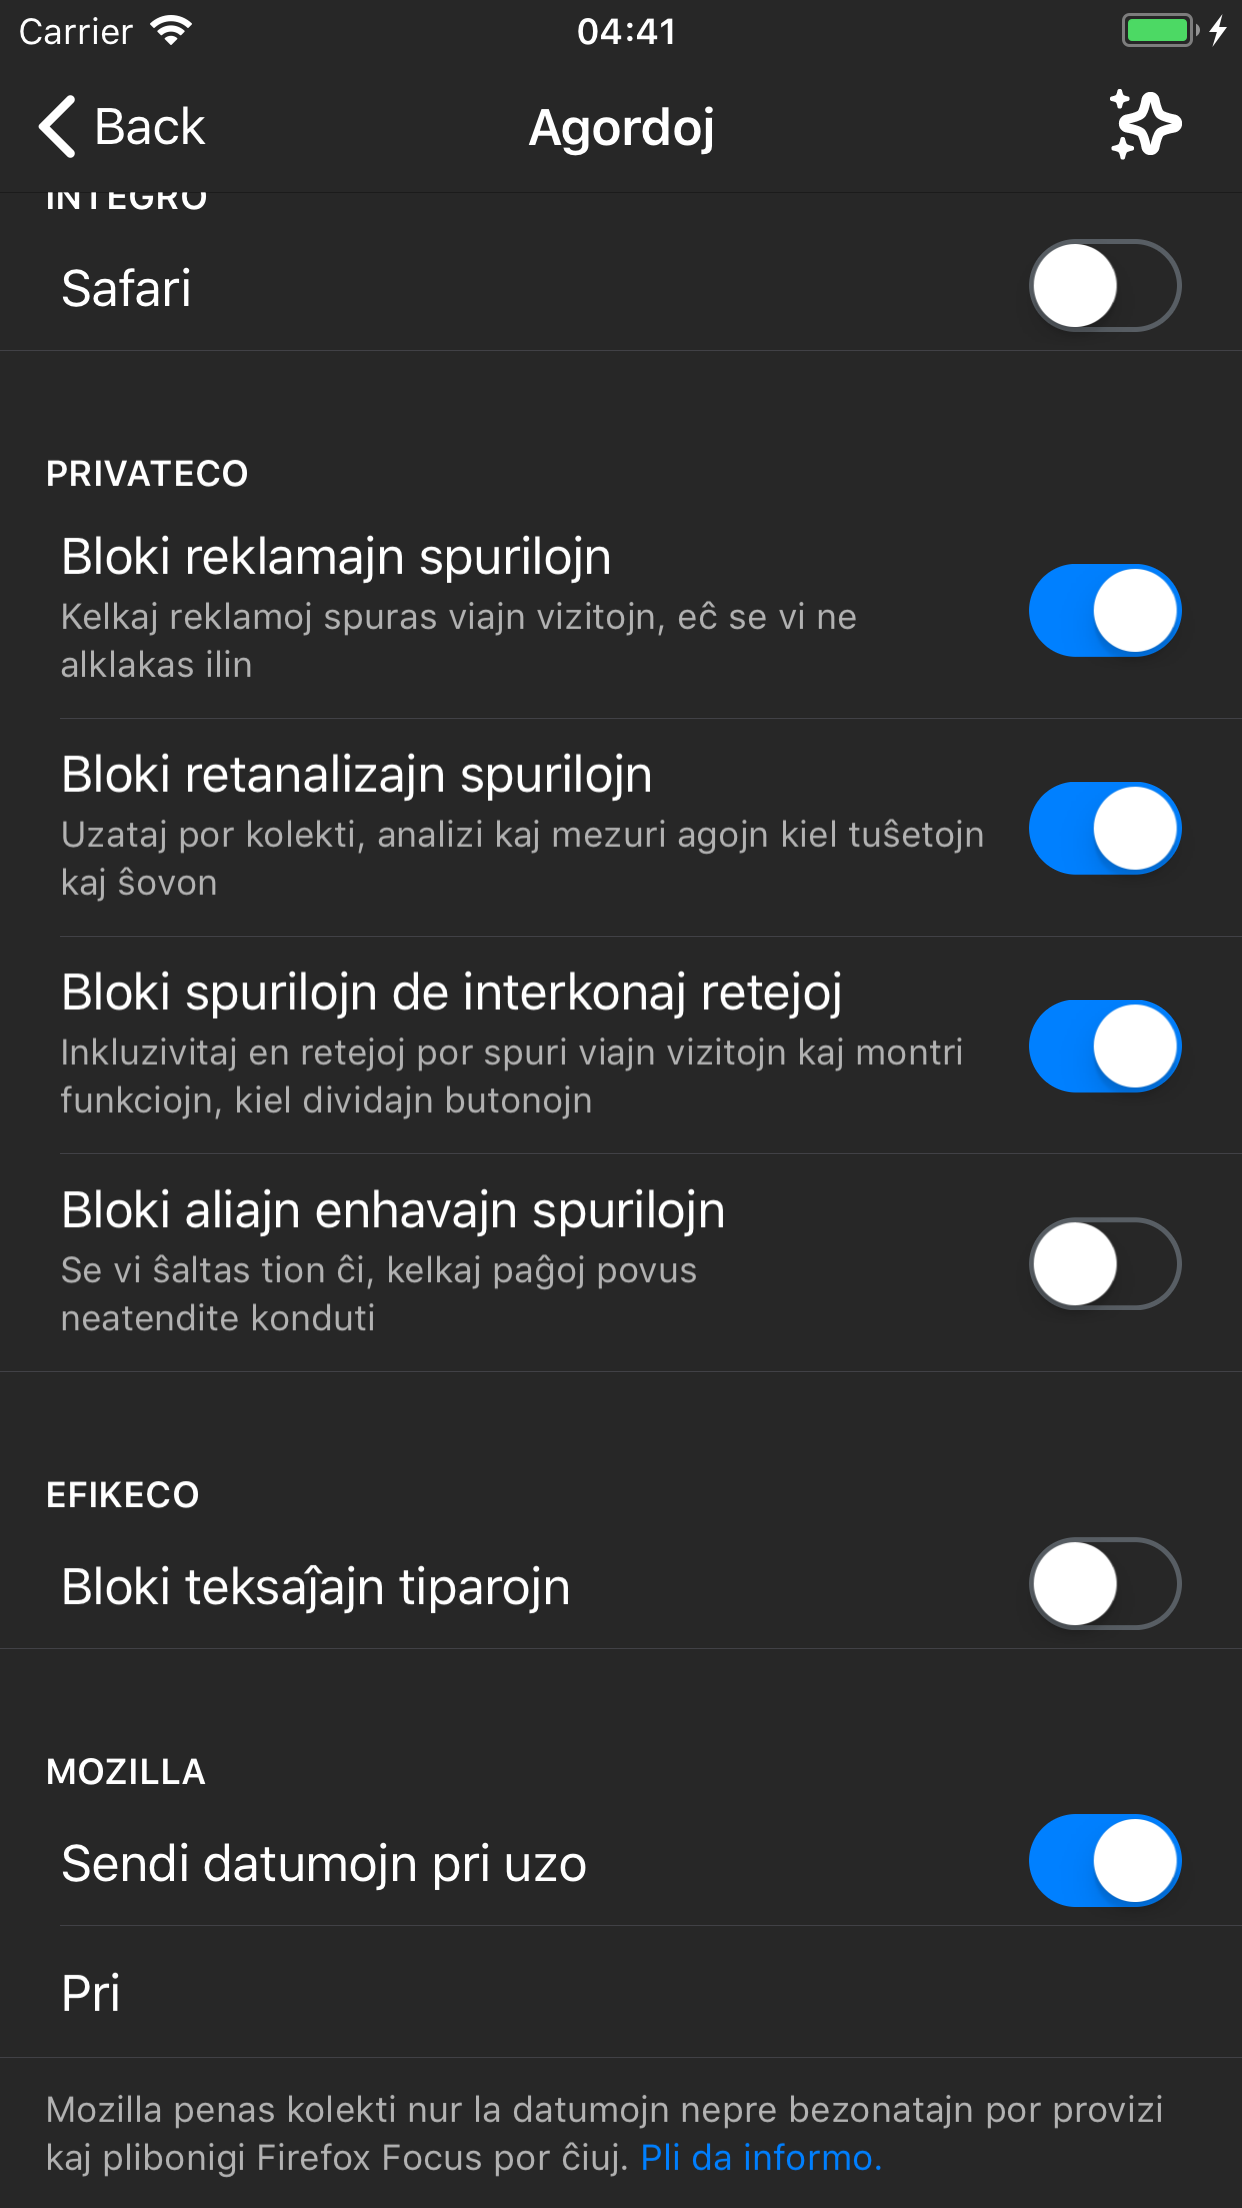 Carrier
04:41
Back
Agordoj
INTEGRO
Safari
PRIVATECO
Bloki reklamajn spurilojn
Kelkaj reklamoj spuras viajn vizitojn, eĉ se vi ne
alklakas ilin
Bloki retanalizajn spurilojn
Uzataj por kolekti, analizi kaj mezuri agojn kiel tuŝetojn
kaj ŝovon
Bloki spurilojn de interkonaj retejoj
Inkluzivitaj en retejoj por spuri viajn vizitojn kaj montri
funkciojn, kiel dividajn butonojn
Bloki aliajn enhavajn spurilojn
Se vi ŝaltas tion ĉi, kelkaj paĝoj povus
neatendite konduti
EFIKECO
Bloki teksaĵajn tiparojn
MOZILLA
Sendi datumojn pri uzo
Pri
Mozilla penas kolekti nur la datumojn nepre bezonatajn por provizi
kaj plibonigi Firefox Focus por ĉiuj. Pli da informo.